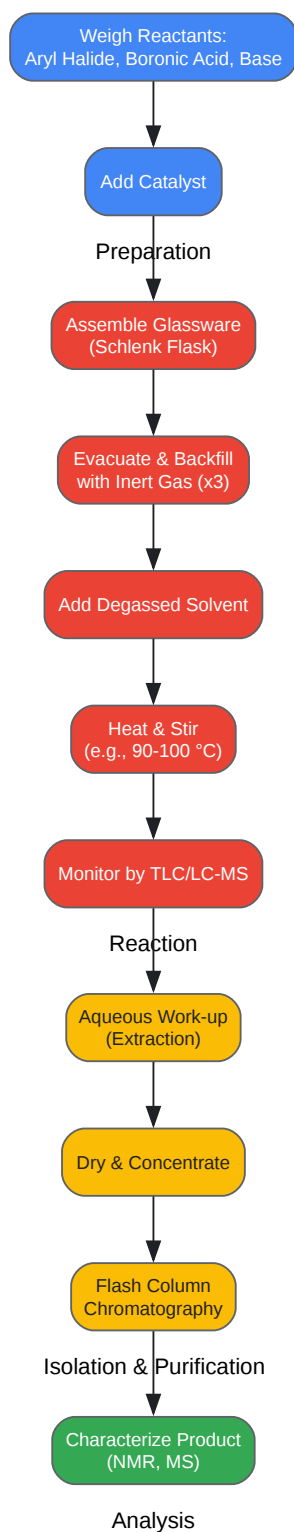 Weigh Reactants:
Aryl Halide, Boronic Acid, Base
Add Catalyst
Preparation
Assemble Glassware
(Schlenk Flask)
Evacuate & Backfill
with Inert Gas (x3)
Add Degassed Solvent
Heat & Stir
(e.g., 90-100 °C)
Monitor by TLC/LC-MS
Reaction
Aqueous Work-up
(Extraction)
Dry & Concentrate
Flash Column
Chromatography
Isolation & Purification
Characterize Product
(NMR, MS)
Analysis